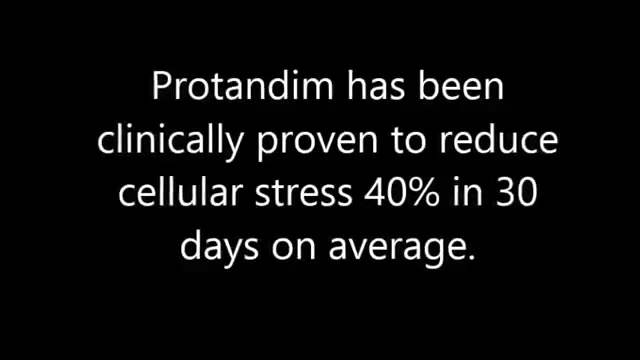 Protandim has been
clinically proven to reduce
cellular stress 40% in 30
days on average.